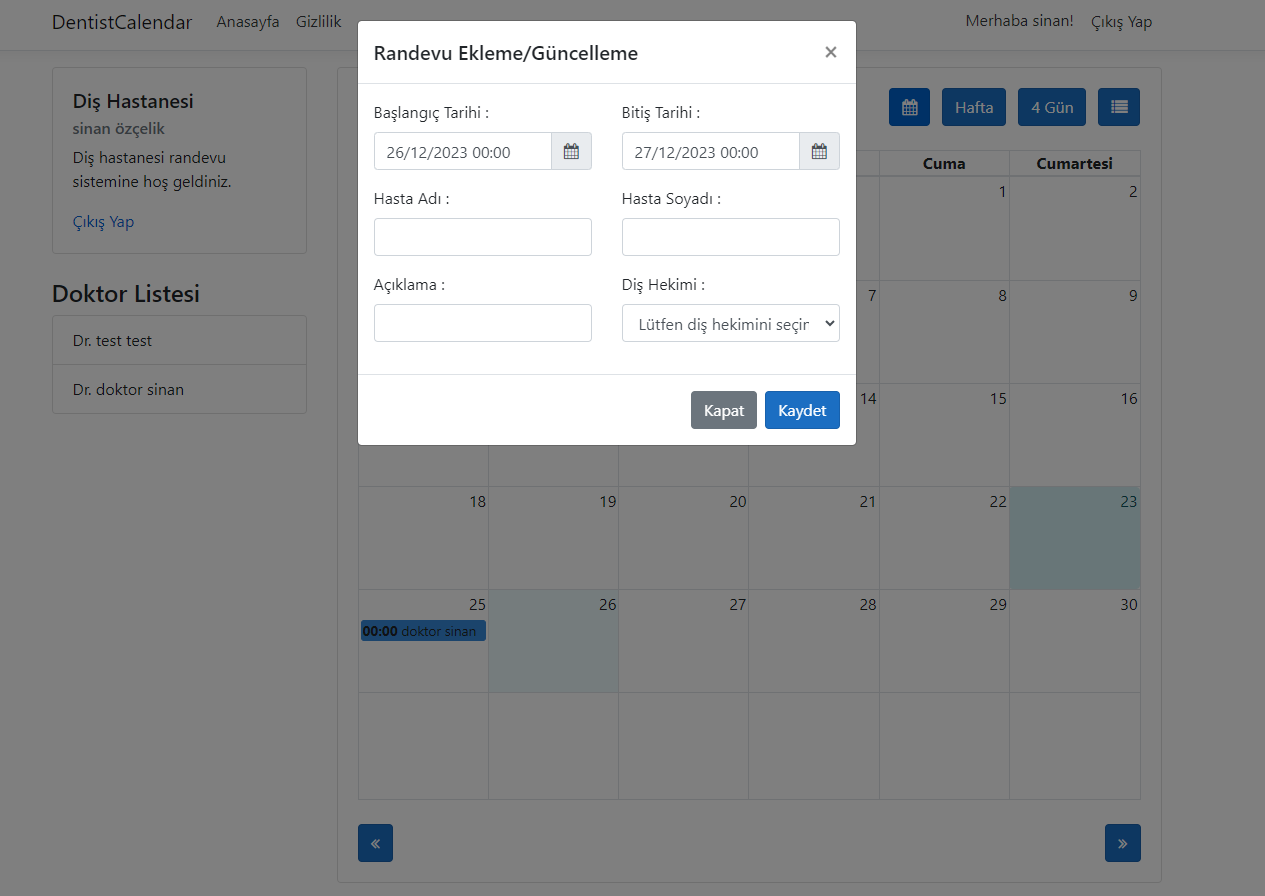 DentistCalendar Anasayfa Gizlilik Merhaba sinan! Çıkış Yap
Diş Hastanesi
sinan özçelik
Diş hastanesi randevu
sistemine hoş geldiniz.
Çıkış Yap
Doktor Listesi
Dr. test test
Dr. doktor sinan
Randevu Ekleme/Güncelleme ×
Başlangıç Tarihi : Bitiş Tarihi :
26/12/2023 00:00 27/12/2023 00:00
Hasta Adı : Hasta Soyadı :
Açıklama : Diş Hekimi :
Lütfen diş hekimini seçir
Kapat Kaydet
Hafta 4 Gün
Cuma Cumartesi
1 2
7 8 9
14 15 16
18 19 20 21 22 23
25 26 27 28 29 30
00:00 doktor sinan
« »